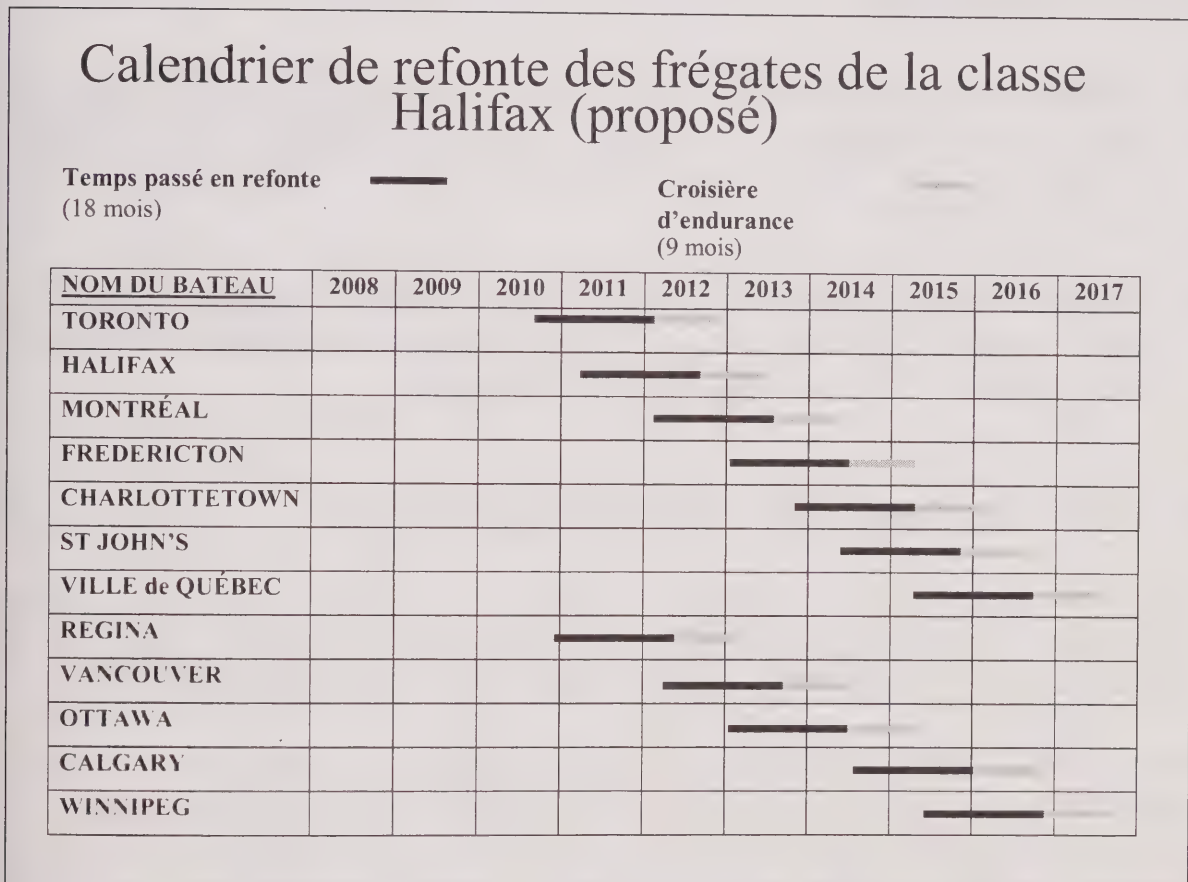 Calendrier de refonte des frégates de la classe
Halifax (proposé)
Temps passé en refonte
(18 mois)
Croisière
d'endurance
(9 mois)
NOM DU BATEAU 2008 2009 2010 2011 2012 2013 2014 2015 2016 2017
TORONTO
HALIFAX
MONTRÉAL
FREDERICTON
CHARLOTTETOWN
ST JOHN'S
VILLE de QUÉBEC
REGINA
VANCOUVER
OTTAWA
CALGARY
WINNIPEG